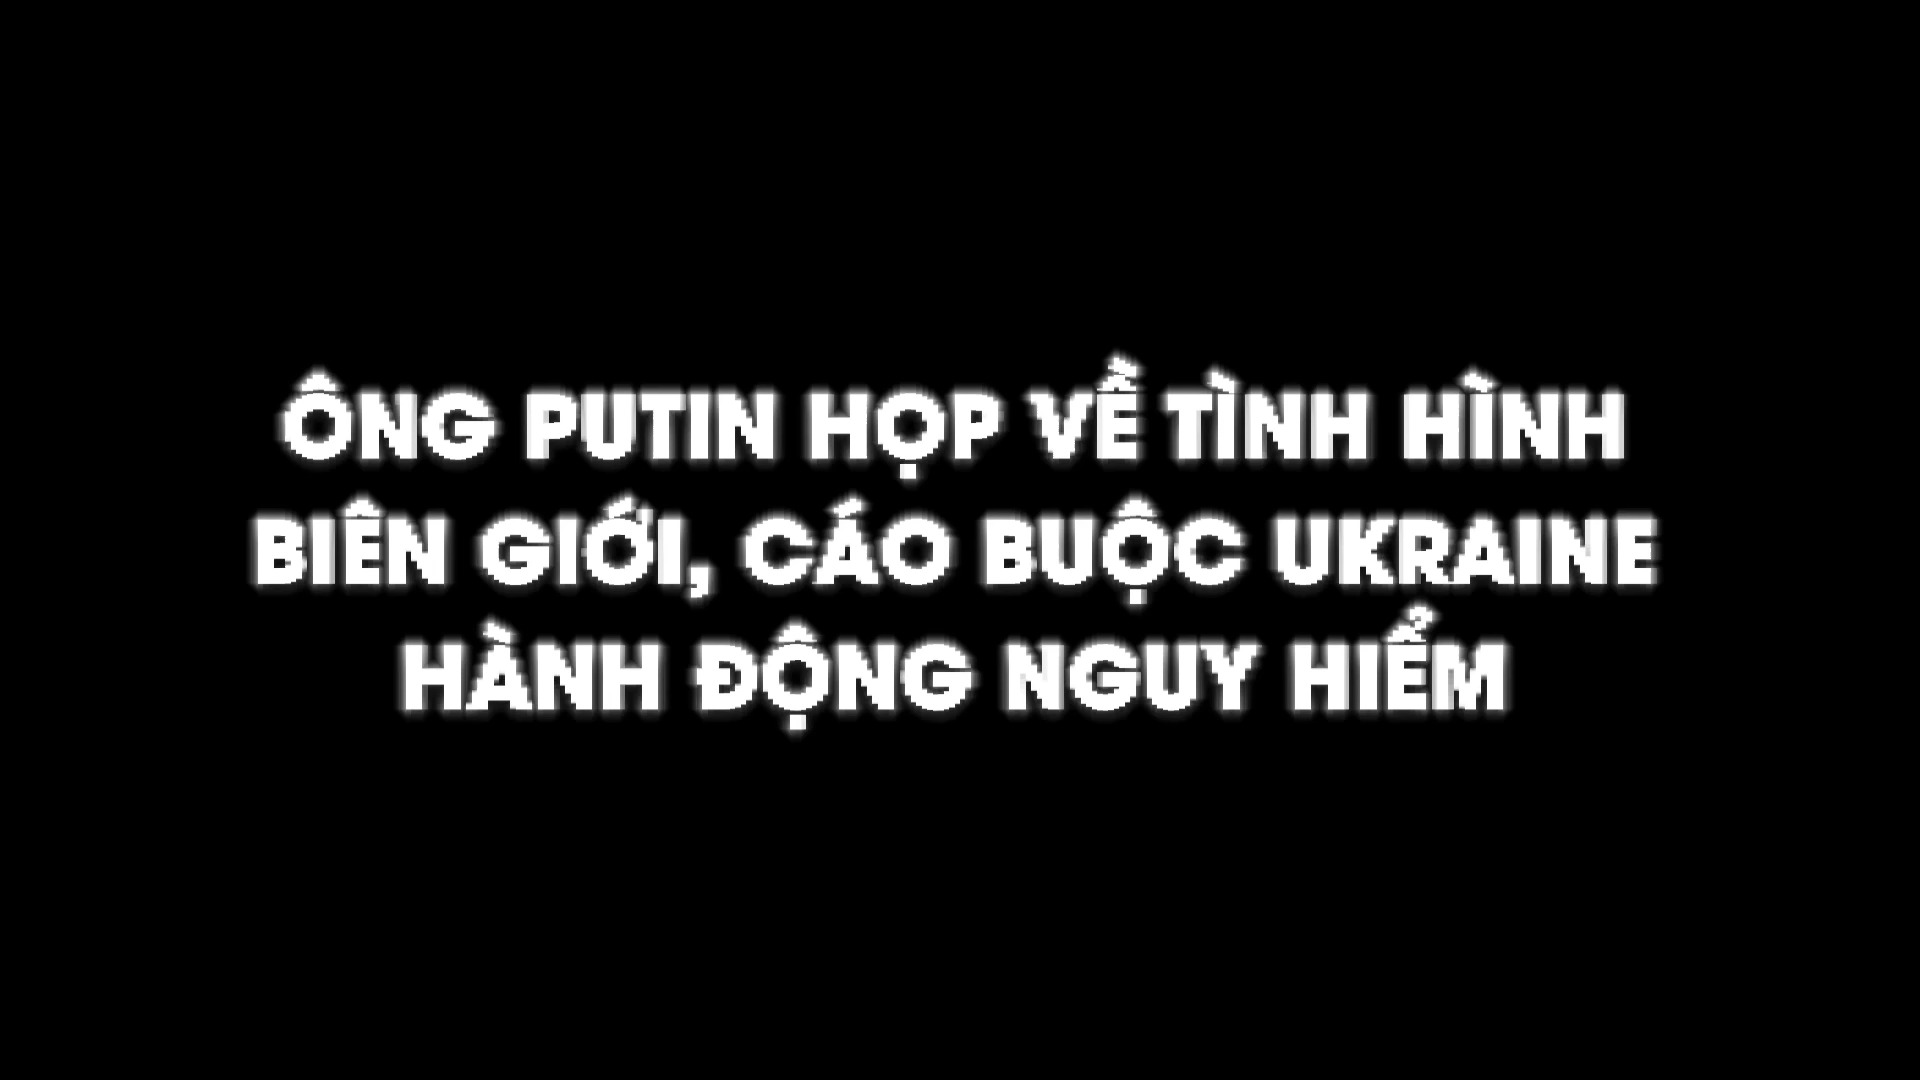 ÔNG PUTIN HỌP VỀ TÌNH HÌNH
BIÊN GIỚI, CÁO BUỘC UKRAINE
HÀNH ĐỘNG NGUY HIỂM